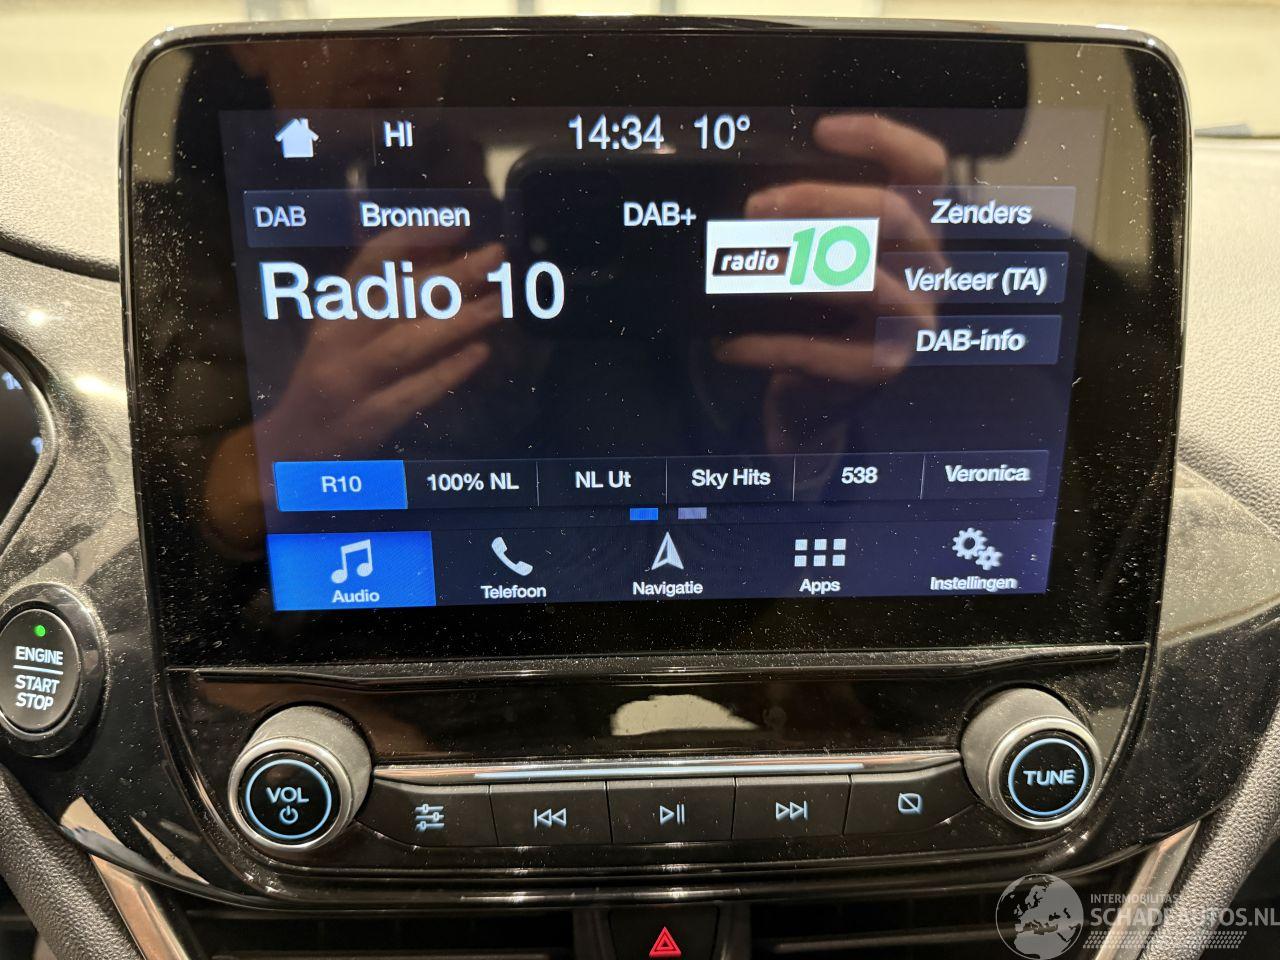 HI 14:34 10°
DAB Bronnen DAB+ Zenders
radio 10
Verkeer (TA)
Radio 10
DAB-info
R10 100% NL NL Ut Sky Hits 538 Veronica
Audio Telefoon Navigatie Apps Instellingen
ENGINE
START
STOP
VOL
TUNE
INTERMOBILITAS
SCHADEAUTOS.NL